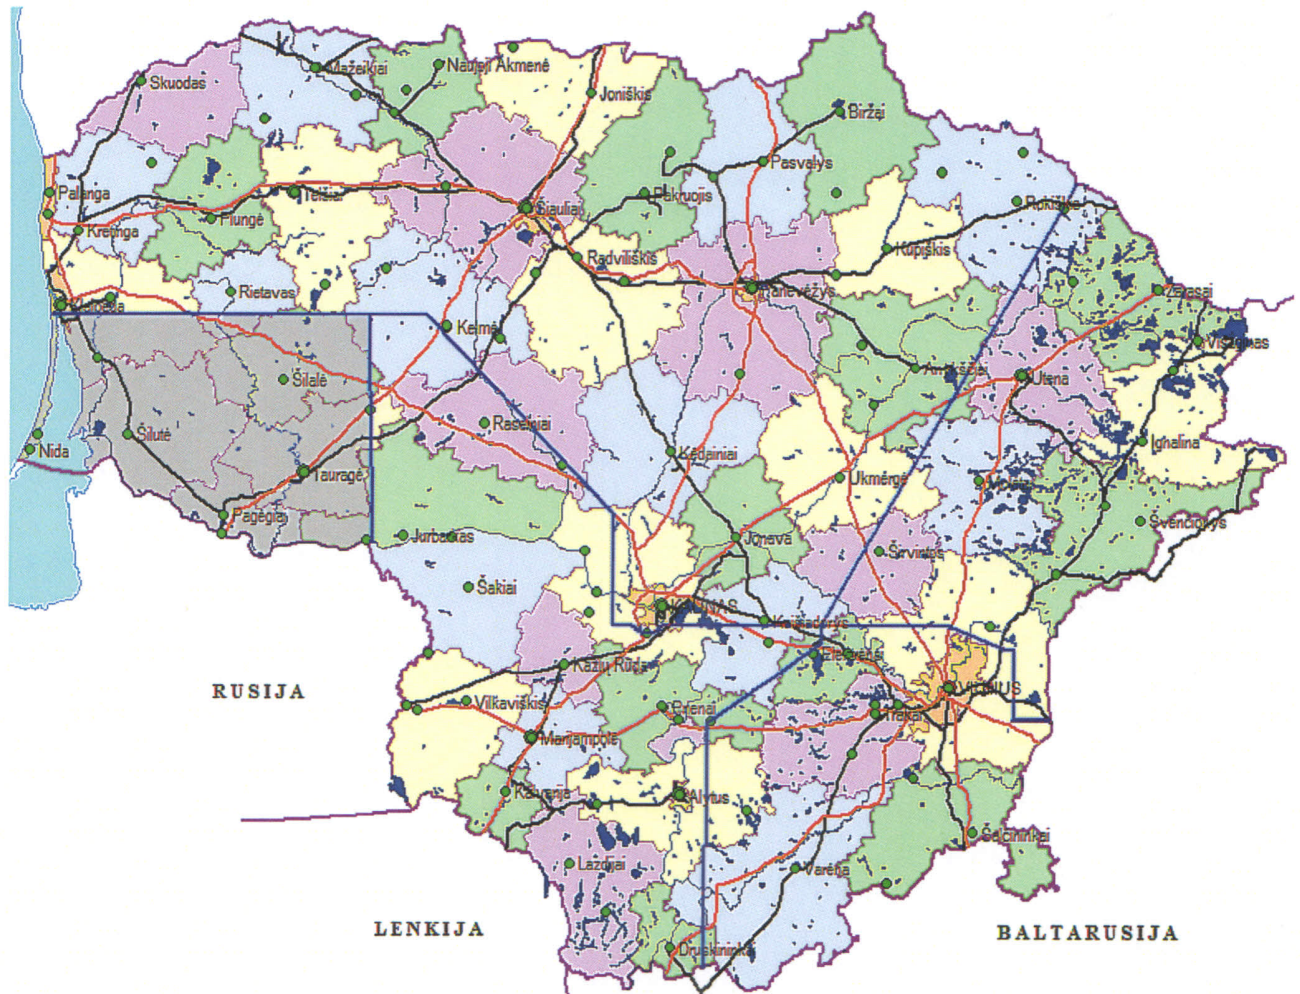 Skuodas
Mažeikiai
Naujoji Akmenė
Joniškis
Biržai
Pasvalys
Palanga
Telšiai
Pakruojis
Rokiškis
Plungė
Šiauliai
Kretinga
Kupiškis
Radviliškis
Rietavas
Panevėžys
Zarasai
Klaipėda
Kelmė
Visaginas
Šilalė
Anykščiai
Utena
Raseiniai
Šilutė
Ignalina
Nida
Kėdainiai
Tauragė
Ukmergė
Molėtai
Pagėgiai
Švenčionys
Jurbarkas
Jonava
Širvintos
Šakiai
KAUNAS
Kaišiadorys
Elektrėnai
Kazlų Rūda
RUSIJA
VILNIUS
Vilkaviškis
Prienai
Trakai
Marijampolė
Kalvarija
Alytus
Šalčininkai
Lazdijai
Varėna
LENKIJA
BALTARUSIJA
Druskininkai